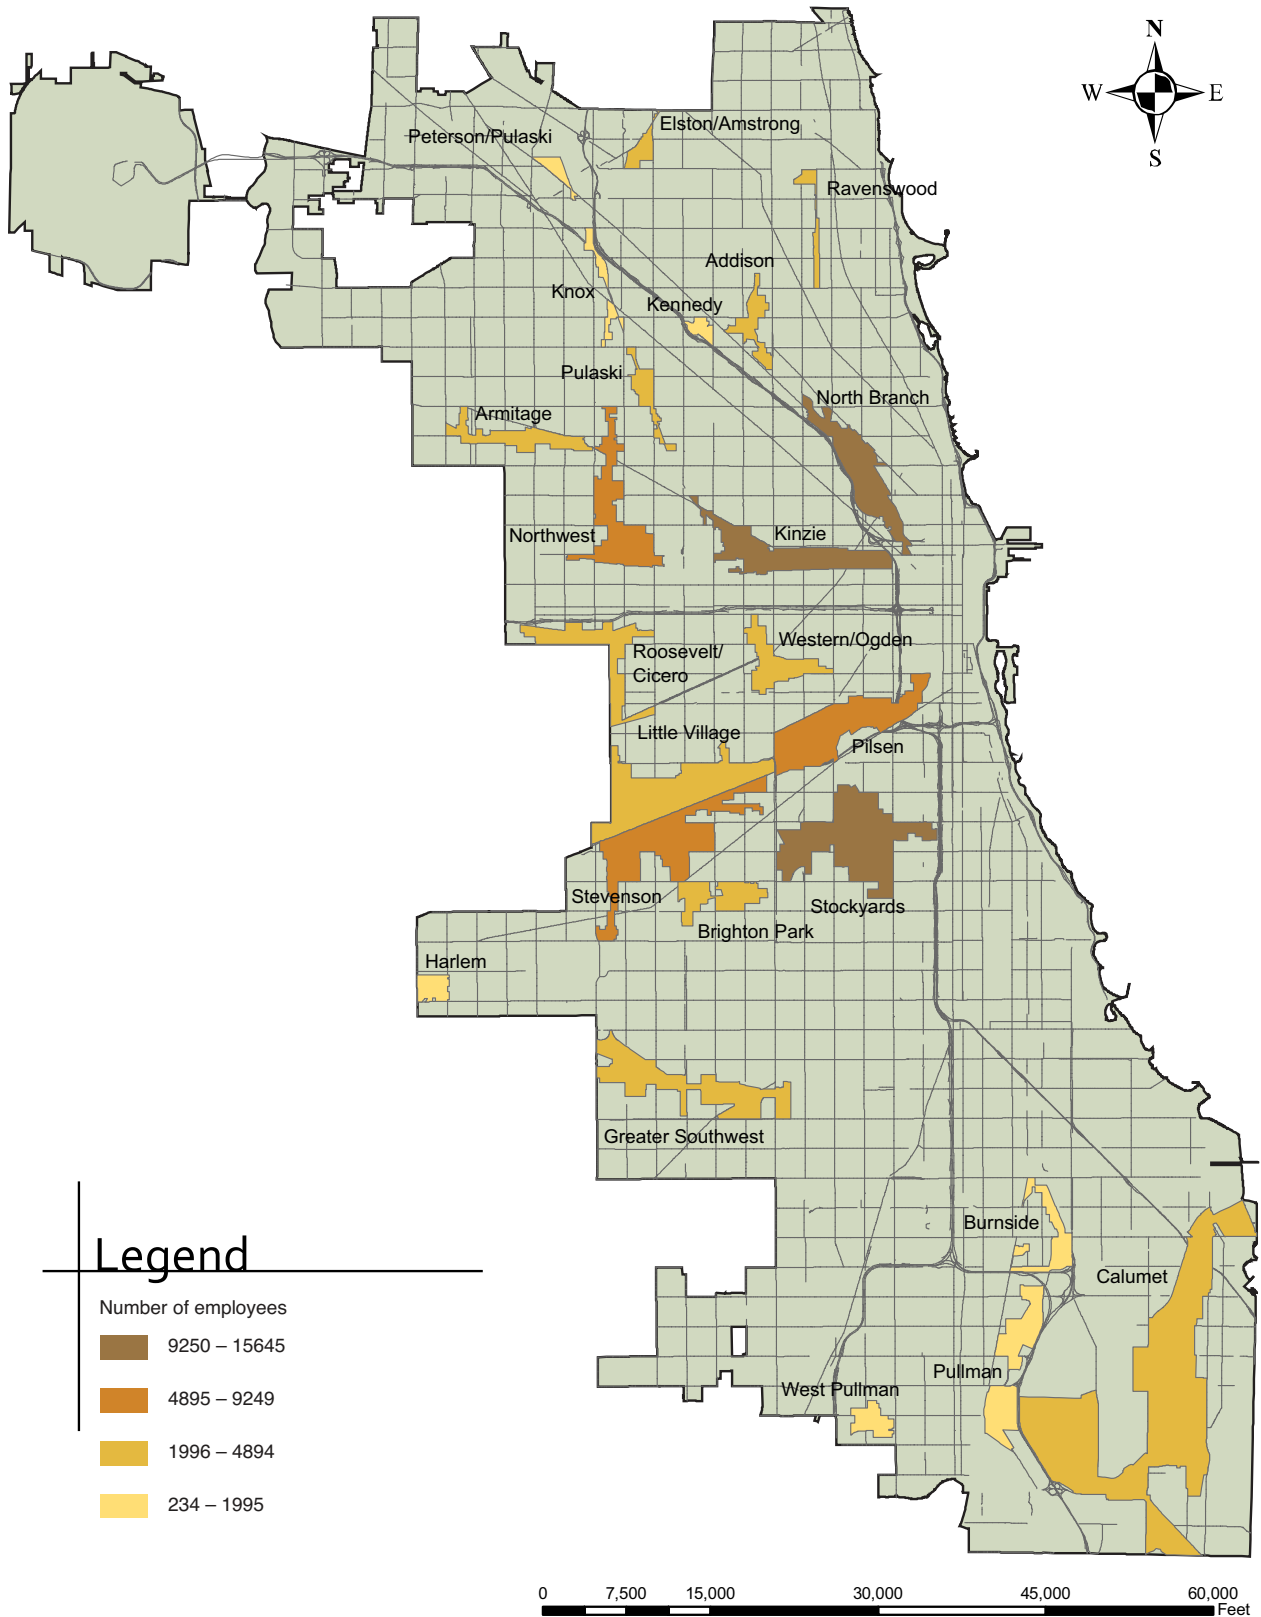 N
W
E
S
Elston/Amstrong
Peterson/Pulaski
Ravenswood
Addison
Knox
Kennedy
Pulaski
North Branch
Armitage
Northwest
Kinzie
Western/Ogden
Roosevelt/
Cicero
Little Village
Pilsen
Stevenson
Stockyards
Brighton Park
Harlem
Greater Southwest
Burnside
Calumet
Pullman
West Pullman
Legend
Number of employees
9250 – 15645
4895 – 9249
1996 – 4894
234 – 1995
0 7,500 15,000 30,000 45,000 60,000
Feet